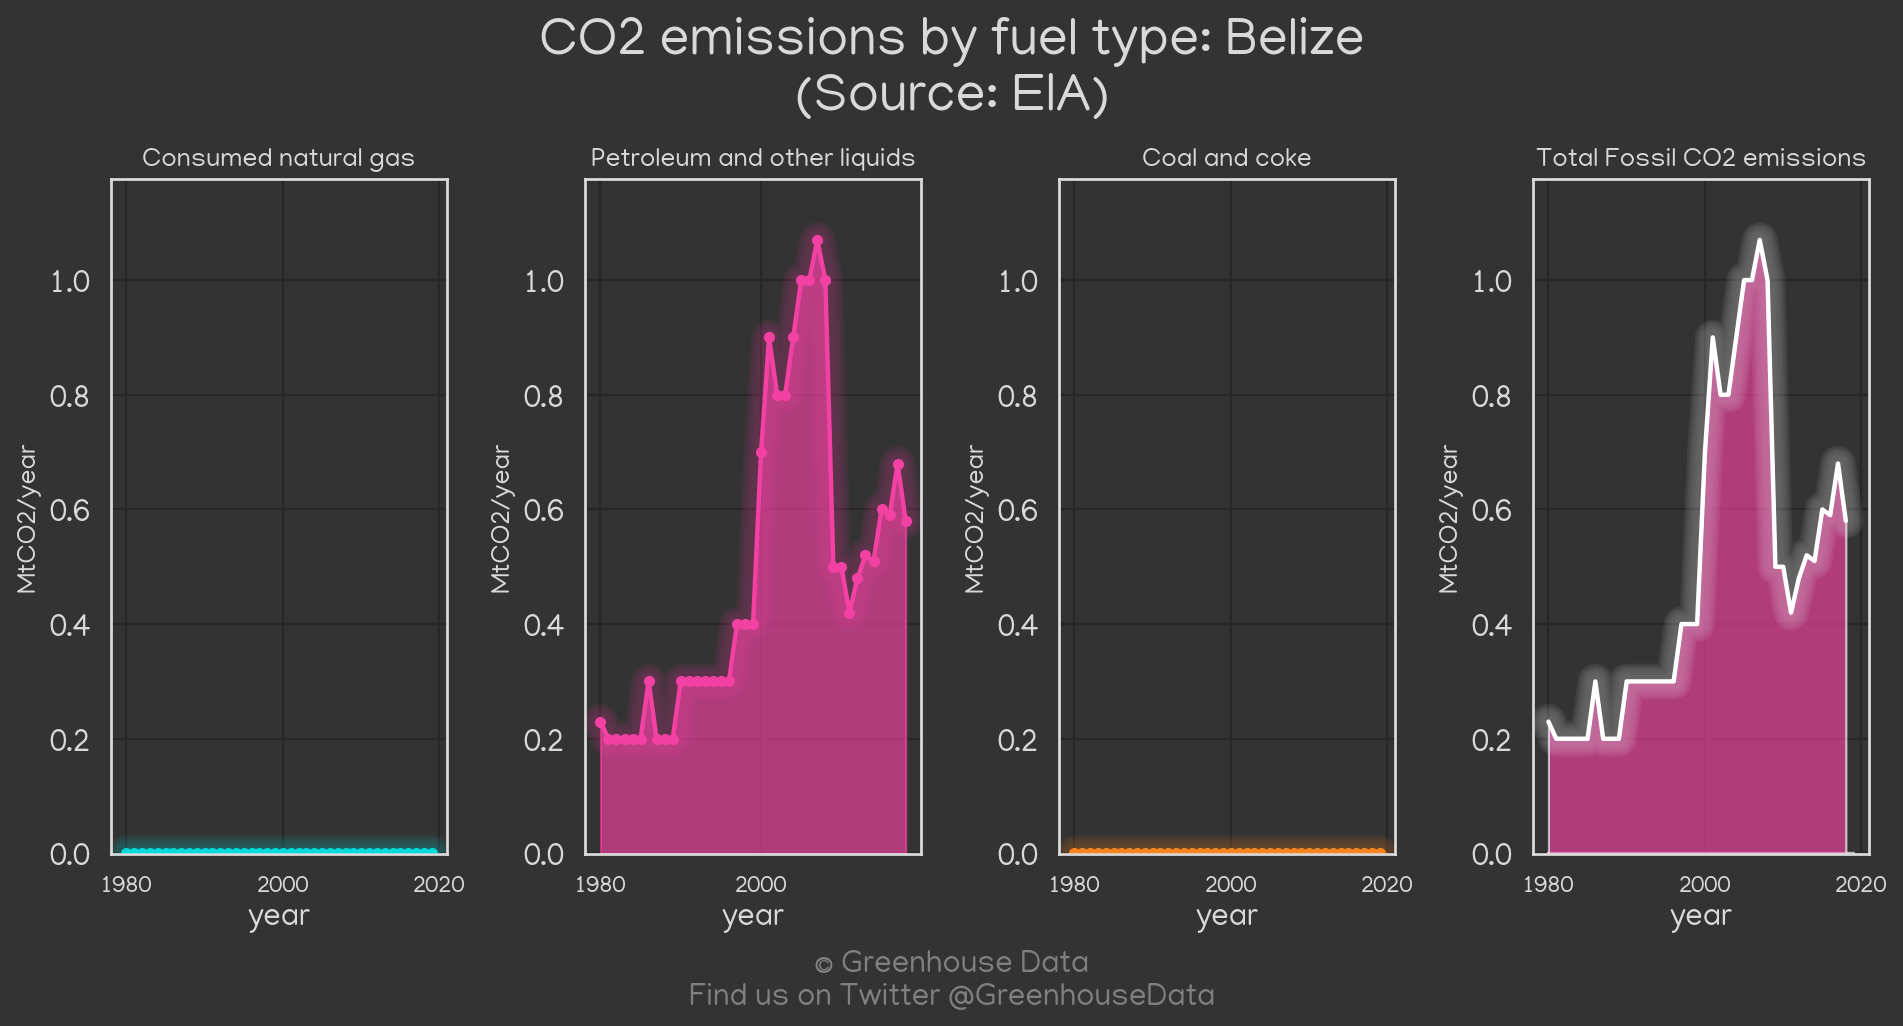 CO2 emissions by fuel type: Belize
(Source: EIA)
Consumed natural gas
Petroleum and other liquids
Coal and coke
Total Fossil CO2 emissions
MtCO2/year
1.0
0.8
0.6
0.4
0.2
0.0
1980 2000 2020
year
MtCO2/year
1.0
0.8
0.6
0.4
0.2
0.0
1980 2000
year
MtCO2/year
1.0
0.8
0.6
0.4
0.2
0.0
1980 2000 2020
year
MtCO2/year
1.0
0.8
0.6
0.4
0.2
0.0
1980 2000 2020
year
© Greenhouse Data
Find us on Twitter @GreenhouseData